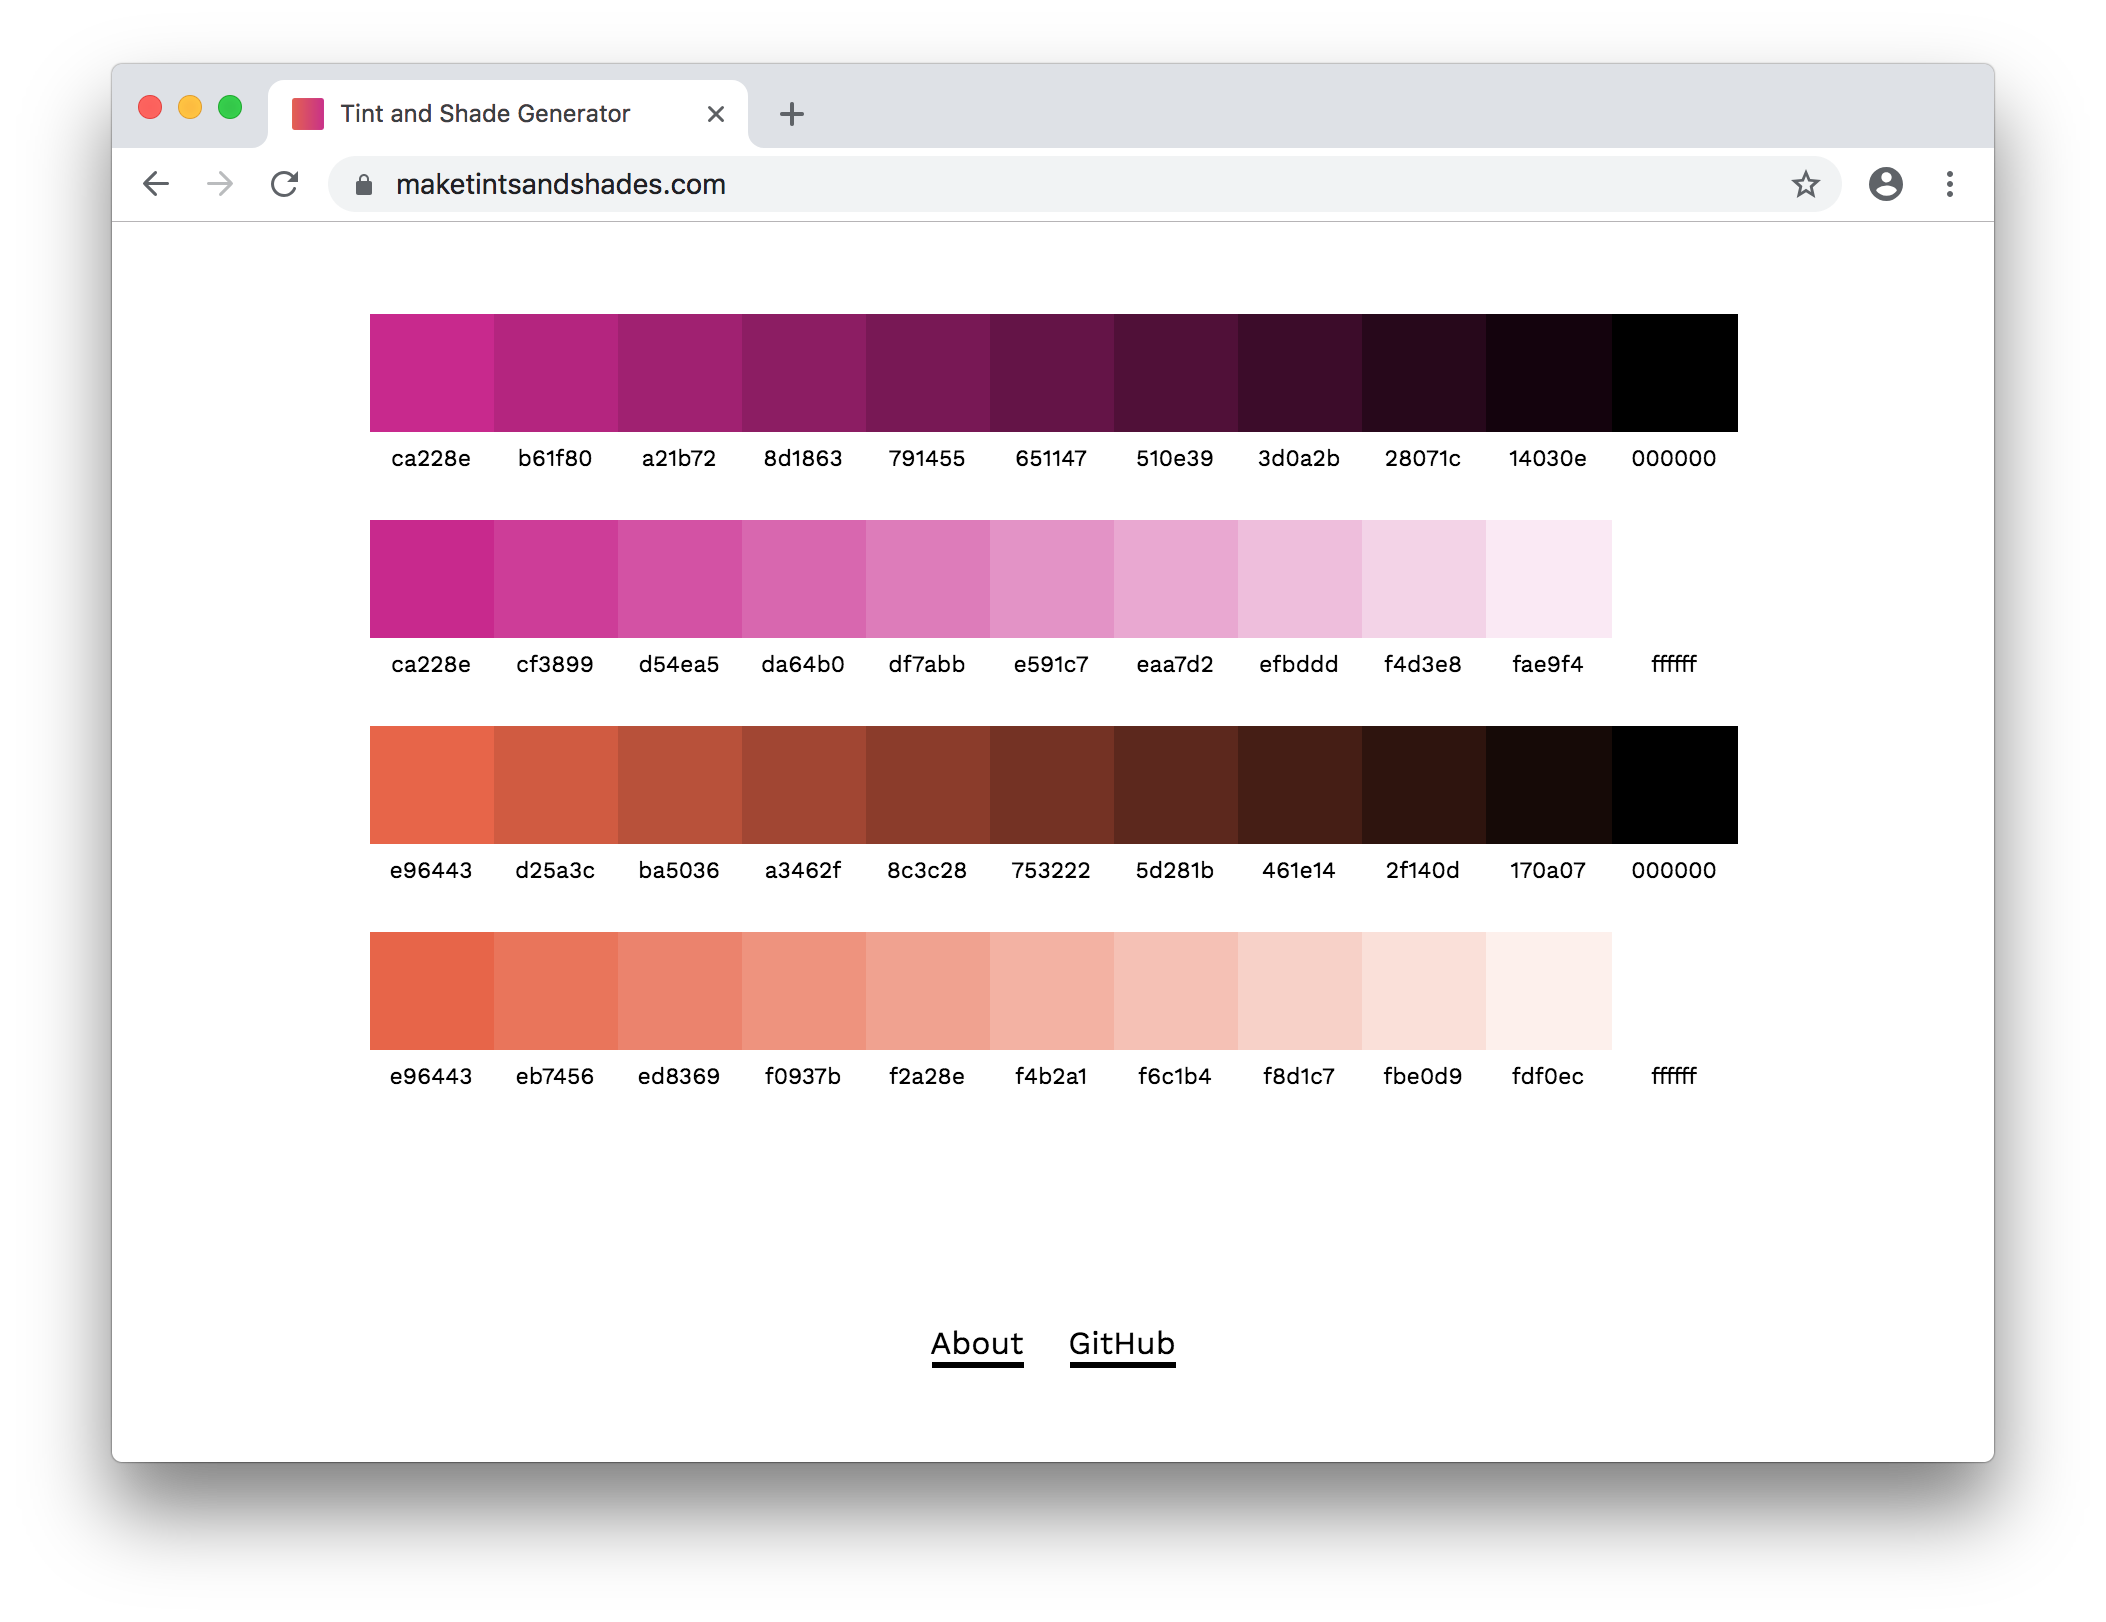 Tint and Shade Generator
maketintsandshades.com
ca228e b61f80 a21b72 8d1863 791455 651147 510e39 3d0a2b 28071c 14030e 000000
ca228e cf3899 d54ea5 da64b0 df7abb e591c7 eaa7d2 efbddd f4d3e8 fae9f4 ffffff
e96443 d25a3c ba5036 a3462f 8c3c28 753222 5d281b 461e14 2f140d 170a07 000000
e96443 eb7456 ed8369 f0937b f2a28e f4b2a1 f6c1b4 f8d1c7 fbe0d9 fdf0ec ffffff
About GitHub